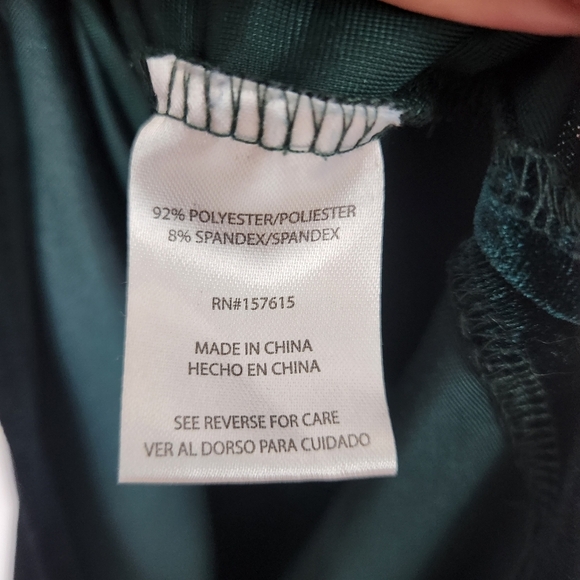 92% POLYESTER/POLIESTER
8% SPANDEX/SPANDEX
RN#157615
MADE IN CHINA
HECHO EN CHINA
SEE REVERSE FOR CARE
VER AL DORSO PARA CUIDADO